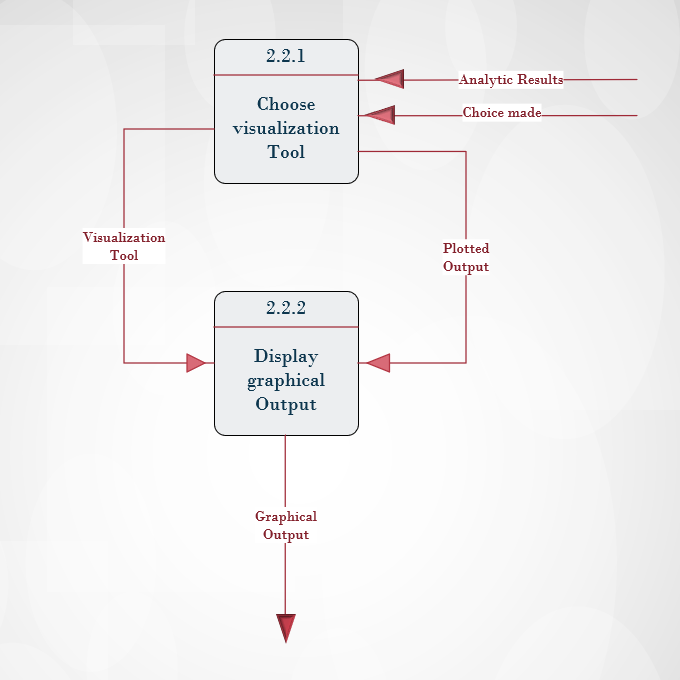 2.2.1
Choose
visualization
Tool
Analytic Results
Choice made
Visualization
Tool
Plotted
Output
2.2.2
Display
graphical
Output
Graphical
Output